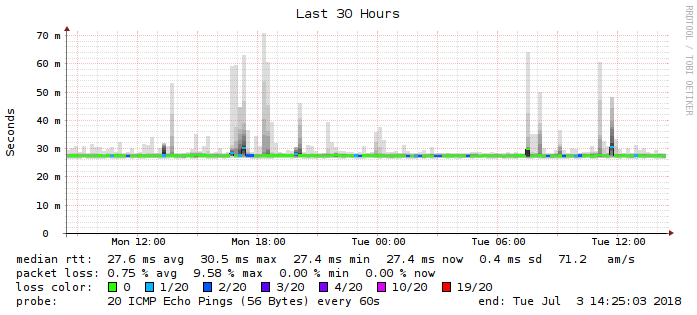 Last 30 Hours
RRDTOOL / TOBI OETIKER
Seconds
70 m
60 m
50 m
40 m
30 m
20 m
10 m
0
Mon 12:00 Mon 18:00 Tue 00:00 Tue 06:00 Tue 12:00
median rtt: 27.6 ms avg 30.5 ms max 27.4 ms min 27.4 ms now 0.4 ms sd 71.2 am/s
packet loss: 0.75 % avg 9.58 % max 0.00 % min 0.00 % now
loss color: 0 1/20 2/20 3/20 4/20 10/20 19/20
probe: 20 ICMP Echo Pings (56 Bytes) every 60s end: Tue Jul 3 14:25:03 2018